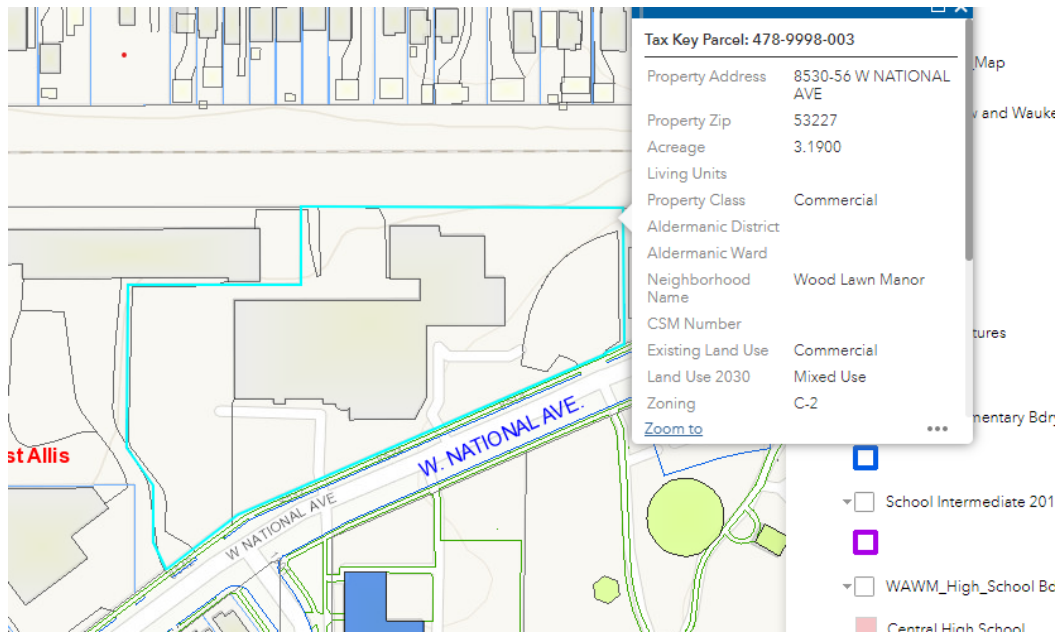 Tax Key Parcel: 478-9998-003
Property Address 8530-56 W NATIONAL
AVE
Property Zip 53227
Acreage 3.1900
Living Units
Property Class Commercial
Aldermanic District
Aldermanic Ward
Neighborhood Wood Lawn Manor
Name
CSM Number
Existing Land Use Commercial
Land Use 2030 Mixed Use
Zoning C-2
Zoom to
_Map
and Wauke
tures
mentary Bdry
School Intermediate 201
WAWM_High_School Bo
Central High School
st Allis
W. NATIONAL AVE.
W NATIONAL AVE